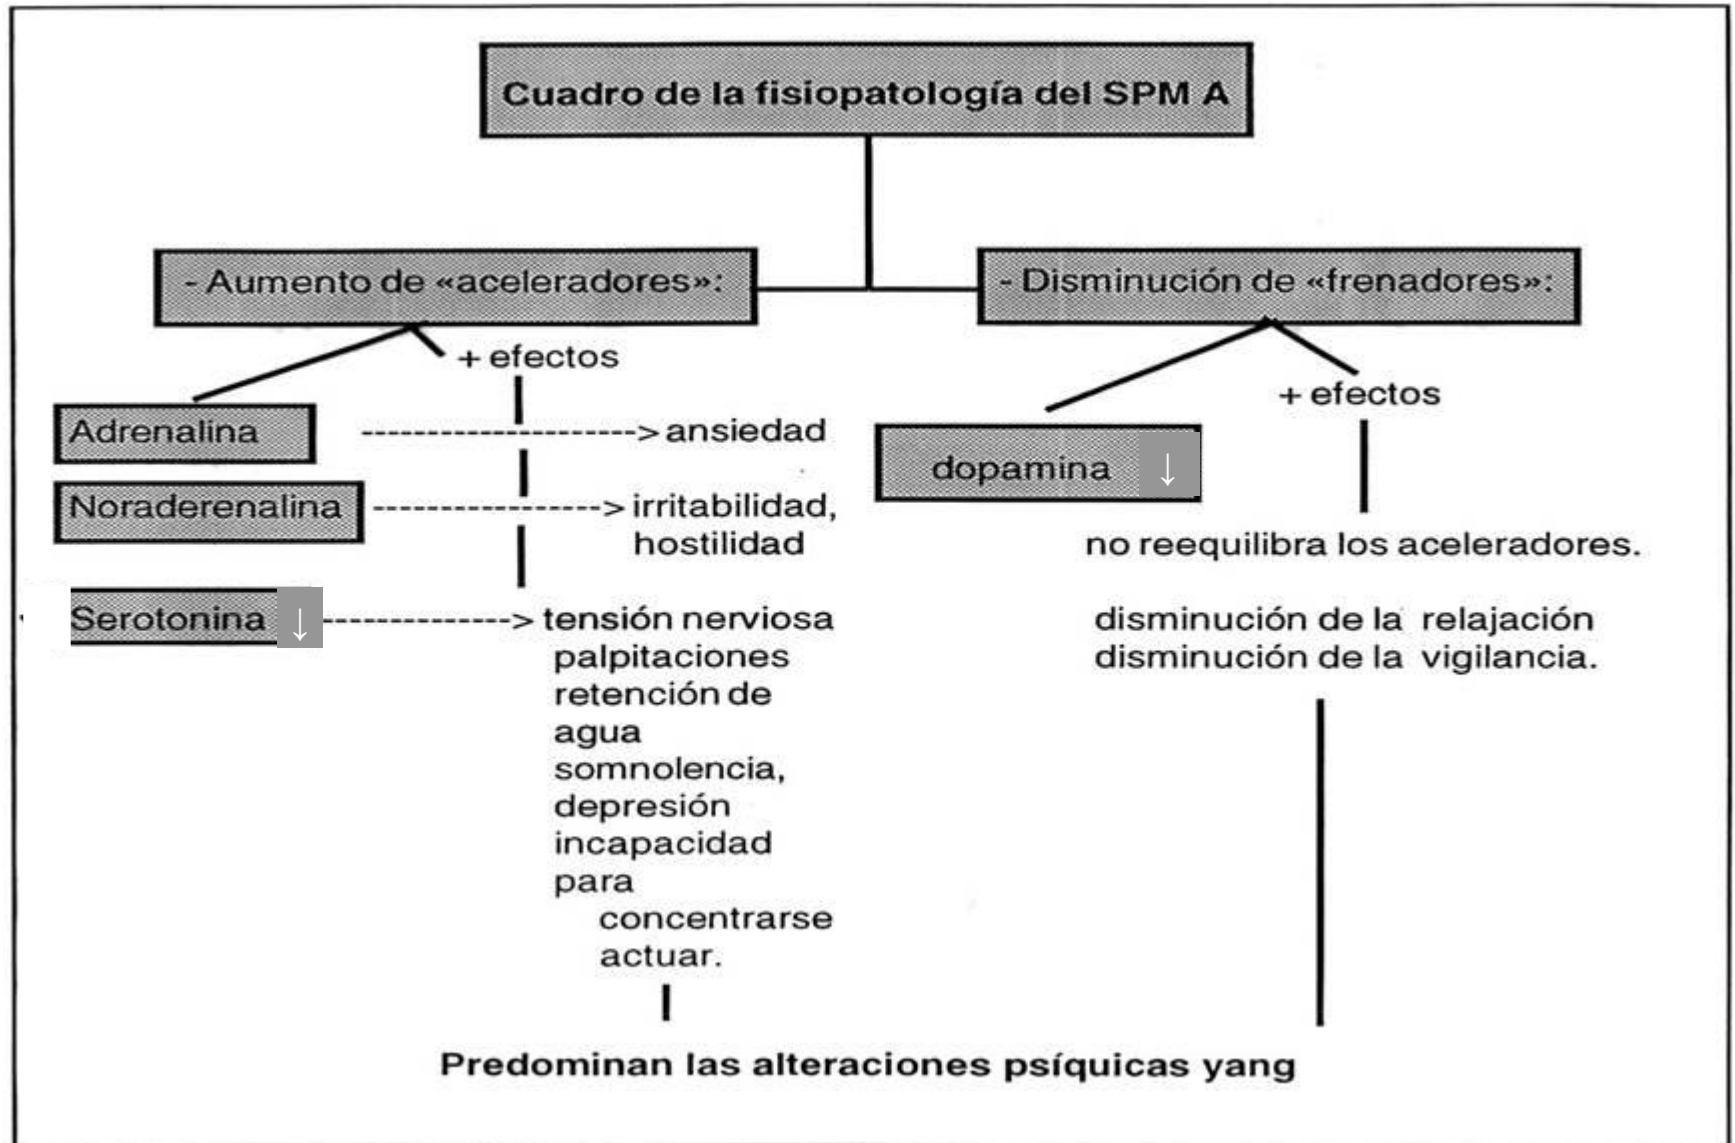 Cuadro de la fisiopatología del SPM A
- Aumento de «aceleradores»:
- Disminución de «frenadores»:
+ efectos
+ efectos
Adrenalina
--------------------> ansiedad
dopamina ↓
Noraderenalina
-----------------> irritabilidad,
hostilidad
no reequilibra los aceleradores.
Serotonina ↓
-------------> tensión nerviosa
palpitaciones
retención de
agua
somnolencia,
depresión
incapacidad
para
concentrarse
actuar.
disminución de la relajación
disminución de la vigilancia.
Predominan las alteraciones psíquicas yang